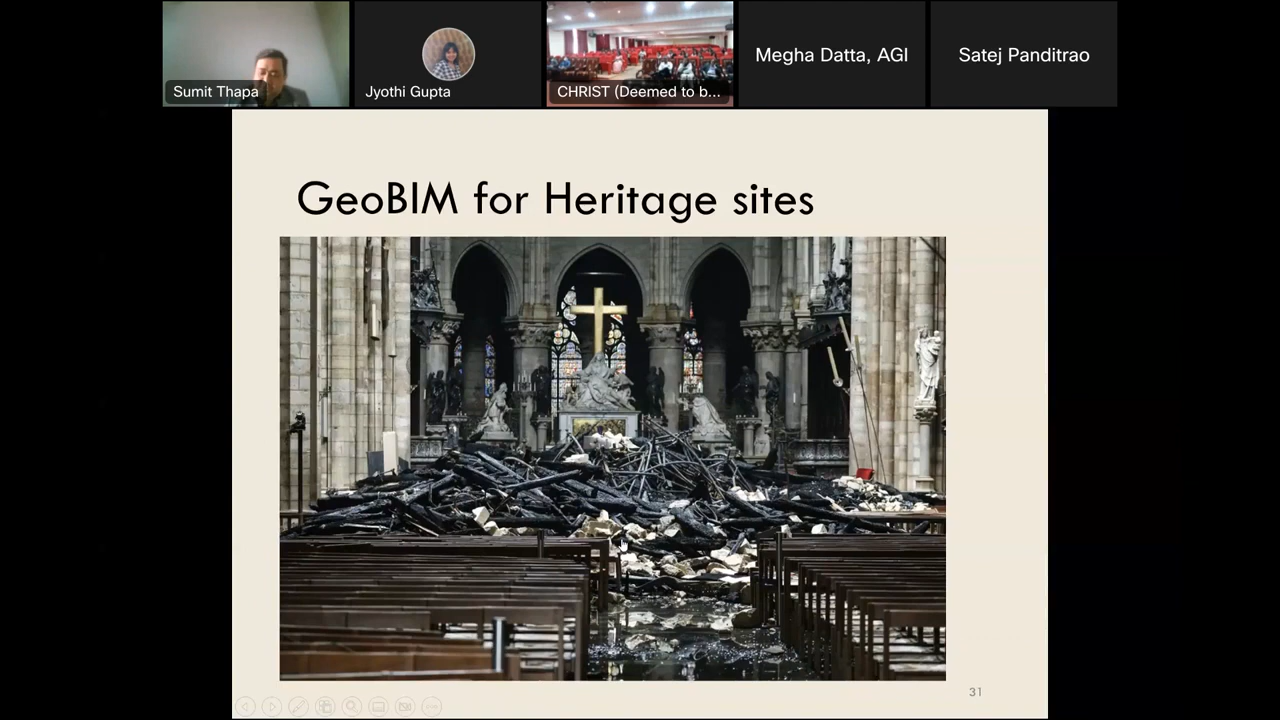 Sumit Thapa
Jyothi Gupta
CHRIST (Deemed to b...
Megha Datta, AGI
Satej Panditrao
GeoBIM for Heritage sites
31